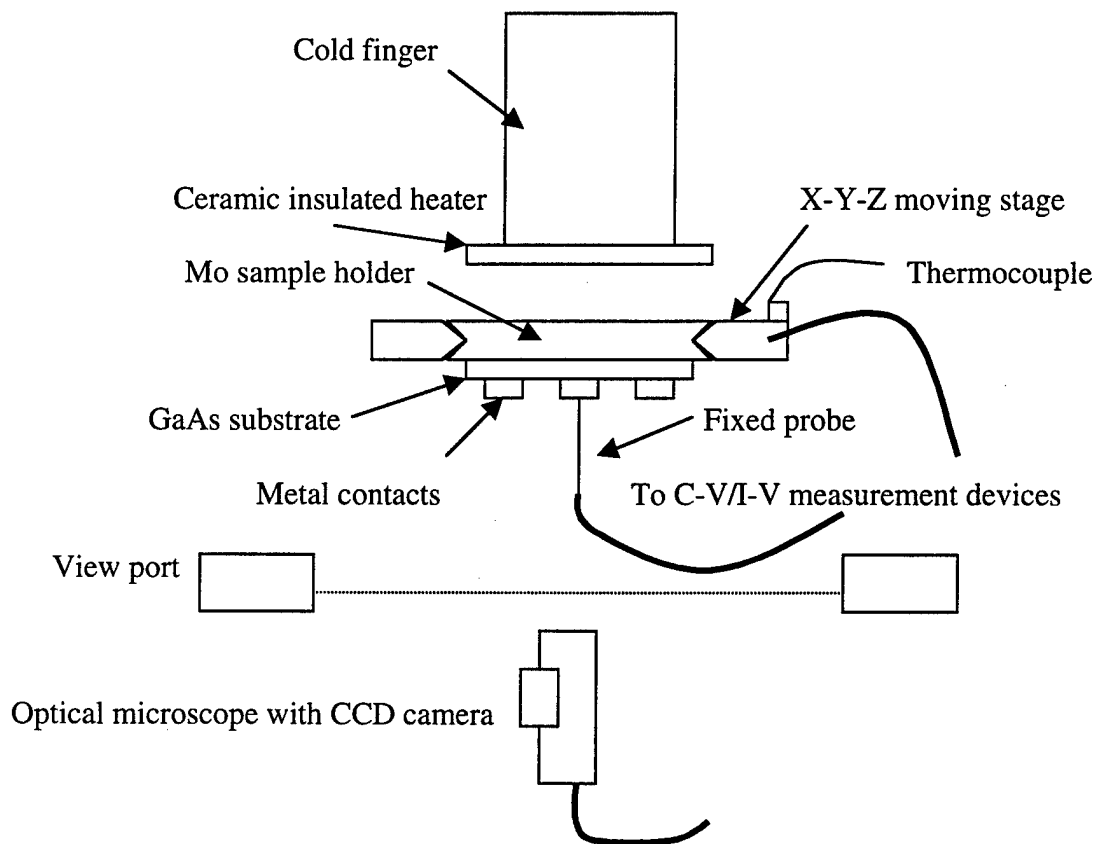 Cold finger
Ceramic insulated heater
X-Y-Z moving stage
Mo sample holder
Thermocouple
GaAs substrate
Fixed probe
Metal contacts
To C-V/I-V measurement devices
View port
Optical microscope with CCD camera